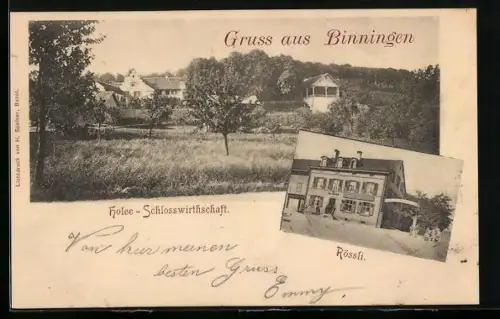 Gruss aus Binningen
Holee - Schlosswirthschaft.
Rössli.
Von hier meinen
besten Gruss
Emmy